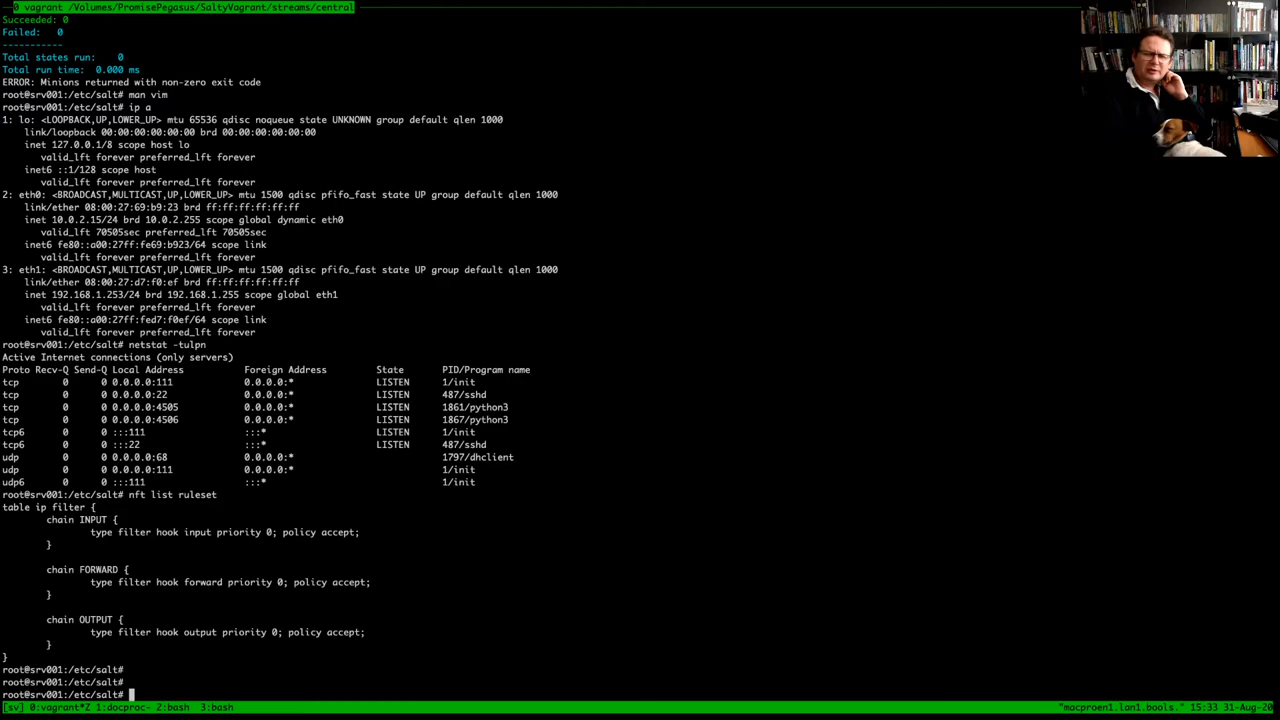 0 vagrant /Volumes/PromisePegasus/SaltyVagrant/streams/central
Succeeded: 0
Failed:   0
-----------
Total states run:    0
Total run time:  0.000 ms
ERROR: Minions returned with non-zero exit code
root@srv001:/etc/salt# man vim
root@srv001:/etc/salt# ip a
1: lo: <LOOPBACK,UP,LOWER_UP> mtu 65536 qdisc noqueue state UNKNOWN group default qlen 1000
    link/loopback 00:00:00:00:00:00 brd 00:00:00:00:00:00
    inet 127.0.0.1/8 scope host lo
       valid_lft forever preferred_lft forever
    inet6 ::1/128 scope host
       valid_lft forever preferred_lft forever
2: eth0: <BROADCAST,MULTICAST,UP,LOWER_UP> mtu 1500 qdisc pfifo_fast state UP group default qlen 1000
    link/ether 08:00:27:69:b9:23 brd ff:ff:ff:ff:ff:ff
    inet 10.0.2.15/24 brd 10.0.2.255 scope global dynamic eth0
       valid_lft 70505sec preferred_lft 70505sec
    inet6 fe80::a00:27ff:fe69:b923/64 scope link
       valid_lft forever preferred_lft forever
3: eth1: <BROADCAST,MULTICAST,UP,LOWER_UP> mtu 1500 qdisc pfifo_fast state UP group default qlen 1000
    link/ether 08:00:27:d7:f0:ef brd ff:ff:ff:ff:ff:ff
    inet 192.168.1.253/24 brd 192.168.1.255 scope global eth1
       valid_lft forever preferred_lft forever
    inet6 fe80::a00:27ff:fed7:f0ef/64 scope link
       valid_lft forever preferred_lft forever
root@srv001:/etc/salt# netstat -tulpn
Active Internet connections (only servers)
Proto Recv-Q Send-Q Local Address           Foreign Address         State       PID/Program name
tcp        0      0 0.0.0.0:111             0.0.0.0:*               LISTEN      1/init
tcp        0      0 0.0.0.0:22              0.0.0.0:*               LISTEN      487/sshd
tcp        0      0 0.0.0.0:4505            0.0.0.0:*               LISTEN      1861/python3
tcp        0      0 0.0.0.0:4506            0.0.0.0:*               LISTEN      1867/python3
tcp6       0      0 :::111                  :::*                    LISTEN      1/init
tcp6       0      0 :::22                   :::*                    LISTEN      487/sshd
udp        0      0 0.0.0.0:68              0.0.0.0:*                           1797/dhclient
udp        0      0 0.0.0.0:111             0.0.0.0:*                           1/init
udp6       0      0 :::111                  :::*                                1/init
root@srv001:/etc/salt# nft list ruleset
table ip filter {
        chain INPUT {
                type filter hook input priority 0; policy accept;
        }
        chain FORWARD {
                type filter hook forward priority 0; policy accept;
        }
        chain OUTPUT {
                type filter hook output priority 0; policy accept;
        }
}
root@srv001:/etc/salt#
root@srv001:/etc/salt#
root@srv001:/etc/salt#
[sv] 0:vagrant*Z 1:docproc- Z:bash  3:bash "macproen1.lan1.bools." 15:33 31-Aug-20